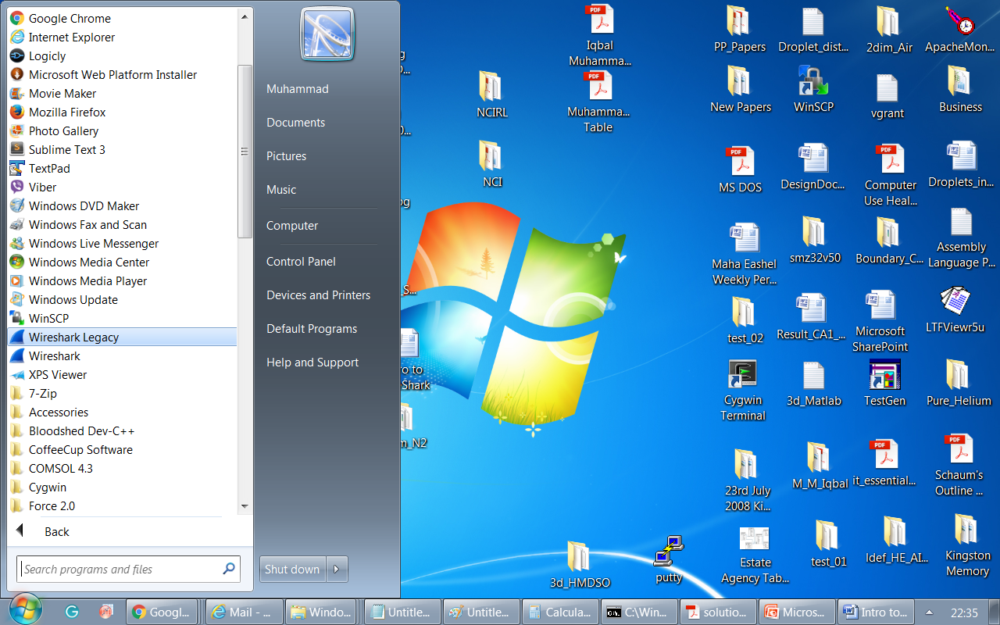 Google Chrome
Internet Explorer
Logicly
Microsoft Web Platform Installer
Movie Maker
Mozilla Firefox
Photo Gallery
Sublime Text 3
TextPad
Viber
Windows DVD Maker
Windows Fax and Scan
Windows Live Messenger
Windows Media Center
Windows Media Player
Windows Update
WinSCP
Wireshark Legacy
Wireshark
XPS Viewer
7-Zip
Accessories
Bloodshed Dev-C++
CoffeeCup Software
COMSOL 4.3
Cygwin
Force 2.0
Back
Search programs and files
Muhammad
Documents
Pictures
Music
Computer
Control Panel
Devices and Printers
Default Programs
Help and Support
Shut down
_S...
ro to
Shark
m_N2
NCIRL
NCI
PDF
Iqbal
Muhamma...
PDF
Muhamma...
Table
3d_HMDSO
putty
PP_Papers
New Papers
PDF
MS DOS
Maha Eashel
Weekly Per...
test_02
Cygwin
Terminal
23rd July
2008 Ki...
Estate
Agency Tab...
Droplet_dist...
WinSCP
DesignDoc...
smz32v50
Result_CA1_...
3d_Matlab
M_M_Iqbal
test_01
2dim_Air
vgrant
PDF
Computer
Use Heal...
Boundary_C...
Microsoft
SharePoint
TestGen
PDF
it_essential...
Idef_HE_AI...
ApacheMon...
Business
Droplets_in...
Assembly
Language P...
LTFViewr5u
Pure_Helium
PDF
Schaum's
Outline ...
Kingston
Memory
Googl...
Mail - ...
Windo...
Untitle...
Untitle...
Calcula...
C:\Win...
solutio...
Micros...
Intro to...
22:35